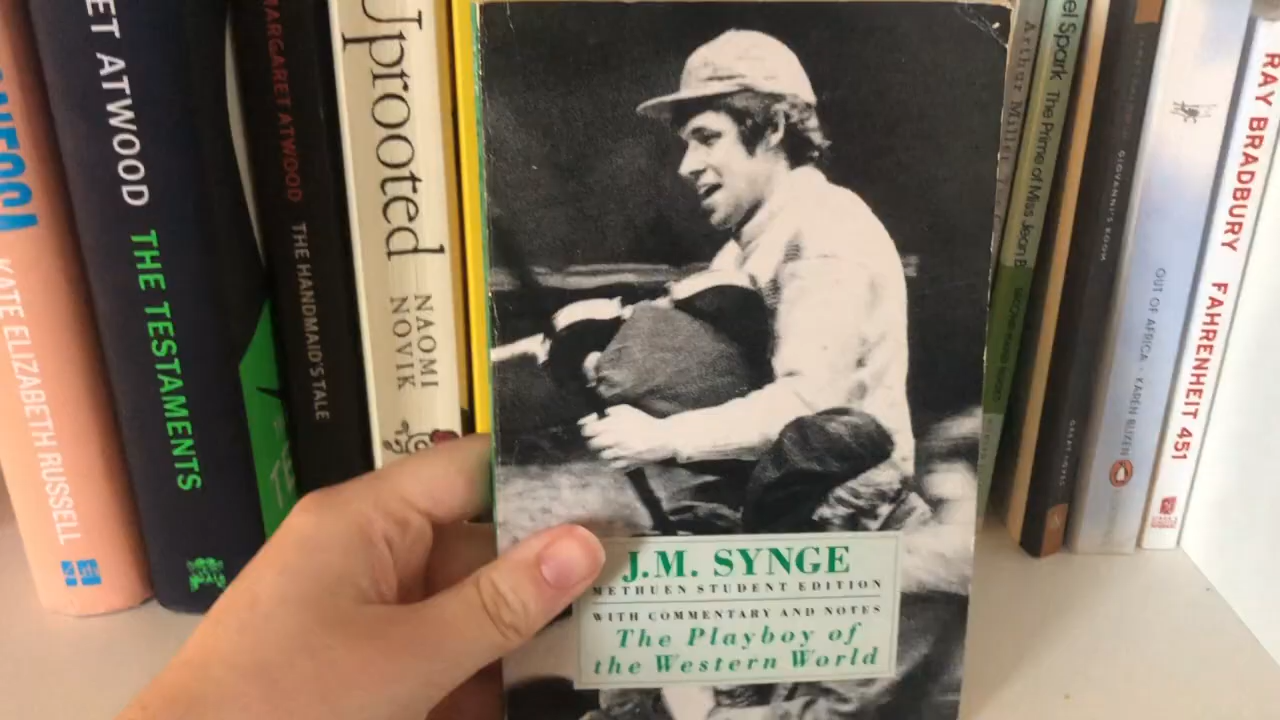 KATE ELIZABETH RUSSELL
ET ATWOOD THE TESTAMENTS
MARGARET ATWOOD THE HANDMAID'S TALE
Uprooted
NAOMI
NOVIK
J.M. SYNGE
METHUEN STUDENT EDITION
WITH COMMENTARY AND NOTES
The Playboy of
the Western World
Arthur Miller
el Spark The Prime of Miss Jean B
GIOVANNI'S ROOM
OUT OF AFRICA · KAREN BLIXEN
RAY BRADBURY FAHRENHEIT 451